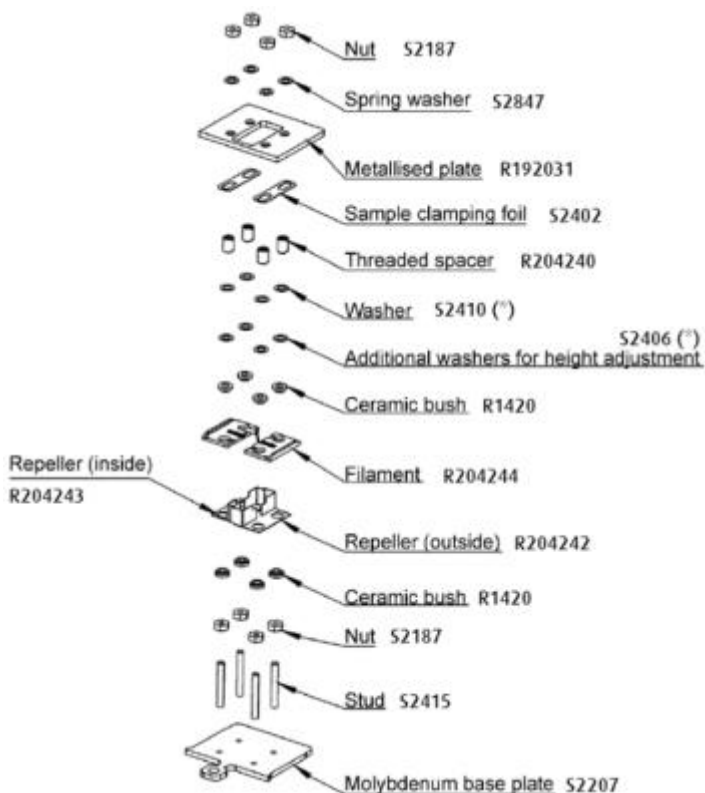 Nut S2187
Spring washer S2847
Metallised plate R192031
Sample clamping foil S2402
Threaded spacer R204240
Washer S2410 (*)
S2406 (*)
Additional washers for height adjustment
Ceramic bush R1420
Filament R204244
Repeller (inside)
R204243
Repeller (outside) R204242
Ceramic bush R1420
Nut S2187
Stud S2415
Molybdenum base plate S2207